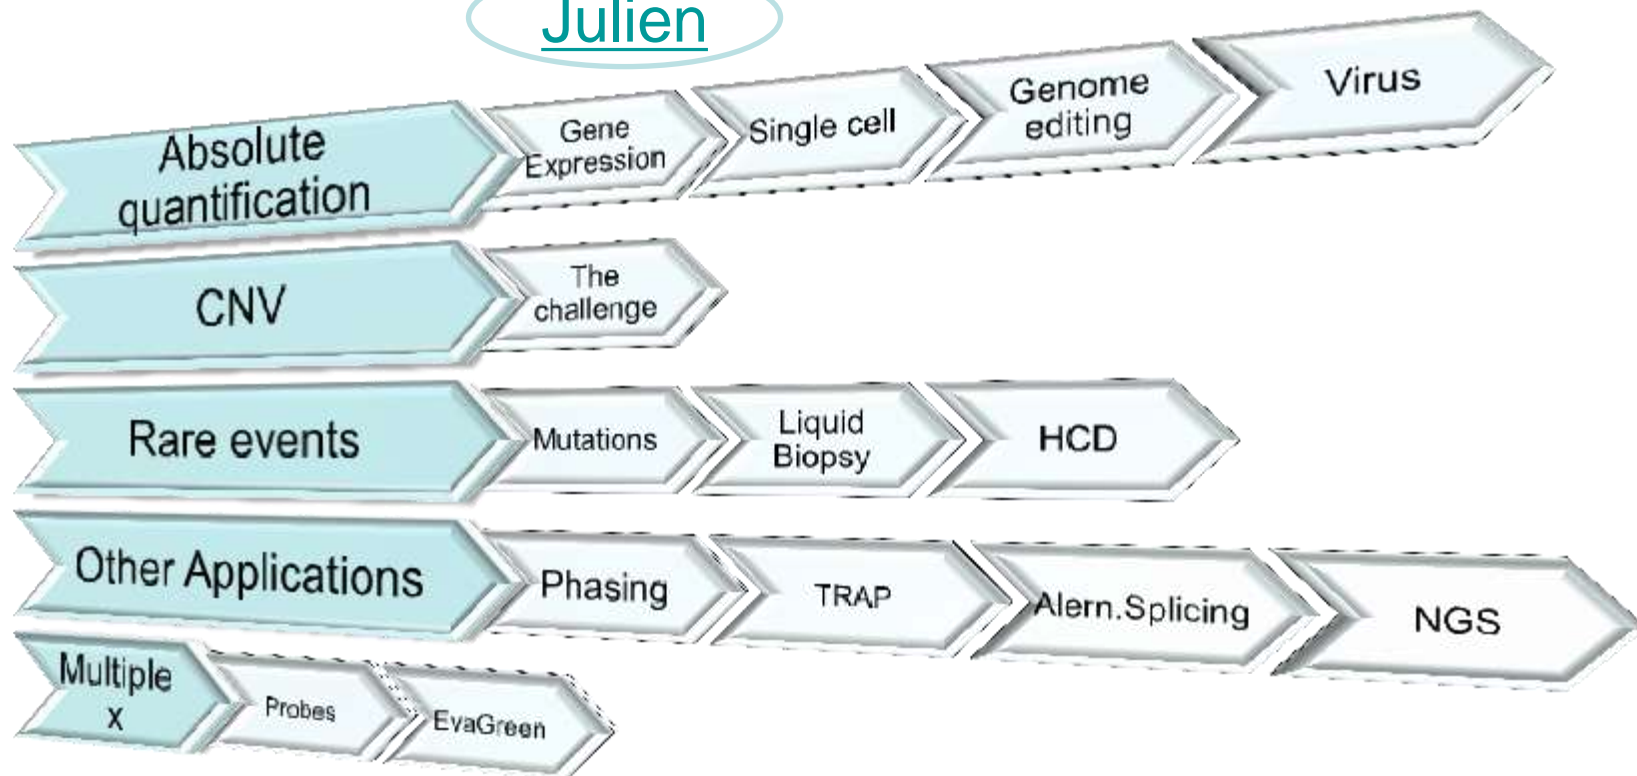 Julien
Absolute
quantification
Gene
Expression
Single cell
Genome
editing
Virus
CNV
The
challenge
Rare events
Mutations
Liquid
Biopsy
HCD
Other Applications
Phasing
TRAP
Alern.Splicing
NGS
Multiple
x
Probes
EvaGreen